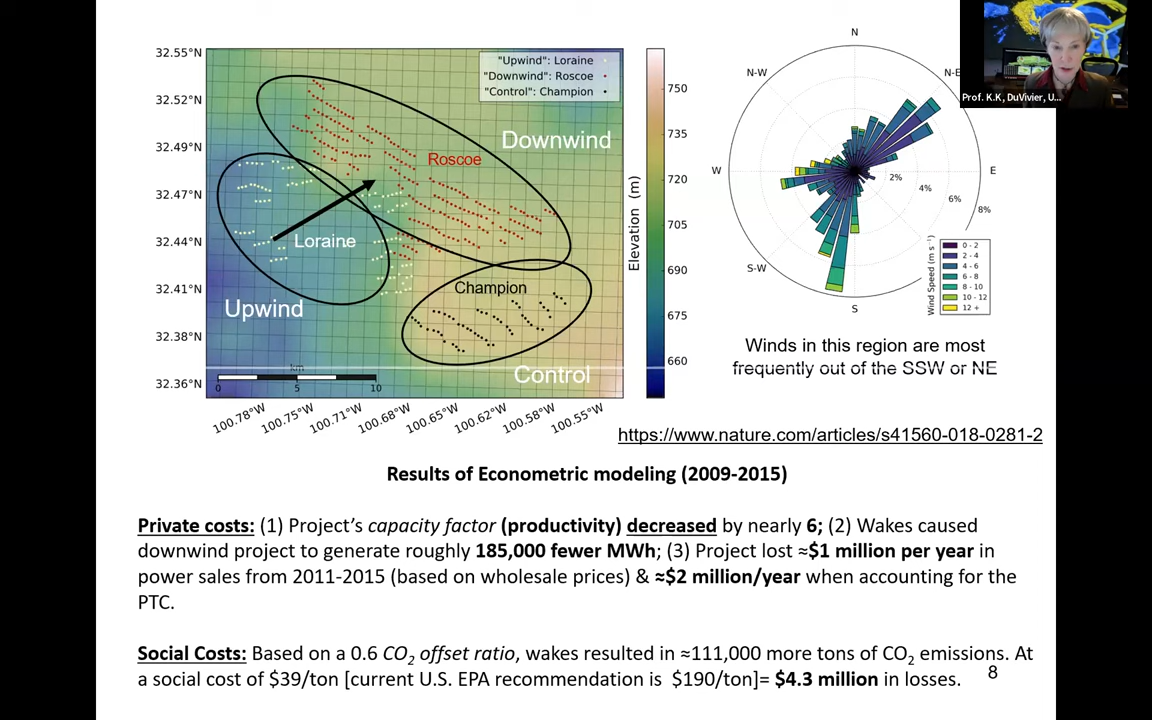 32.55°N
32.52°N
32.49°N
32.47°N
32.44°N
32.41°N
32.38°N
32.36°N
"Upwind": Loraine
"Downwind": Roscoe
"Control": Champion
Downwind
Roscoe
Loraine
Champion
Upwind
Control
km
0 5 10
100.78°W
100.75°W
100.71°W
100.68°W
100.65°W
100.62°W
100.58°W
100.55°W
Elevation (m)
750
735
720
705
690
675
660
N
N-W
N-E
W
E
S-W
S
2%
4%
6%
8%
Wind Speed (m s⁻¹)
0 - 2
2 - 4
4 - 6
6 - 8
8 - 10
10 - 12
12 +
Prof. K.K, DuVivier, U...
Winds in this region are most
frequently out of the SSW or NE
https://www.nature.com/articles/s41560-018-0281-2
Results of Econometric modeling (2009-2015)
Private costs: (1) Project's capacity factor (productivity) decreased by nearly 6; (2) Wakes caused
downwind project to generate roughly 185,000 fewer MWh; (3) Project lost ≈$1 million per year in
power sales from 2011-2015 (based on wholesale prices) & ≈$2 million/year when accounting for the
PTC.
Social Costs: Based on a 0.6 CO₂ offset ratio, wakes resulted in ≈111,000 more tons of CO₂ emissions. At
a social cost of $39/ton [current U.S. EPA recommendation is $190/ton]= $4.3 million in losses.
8